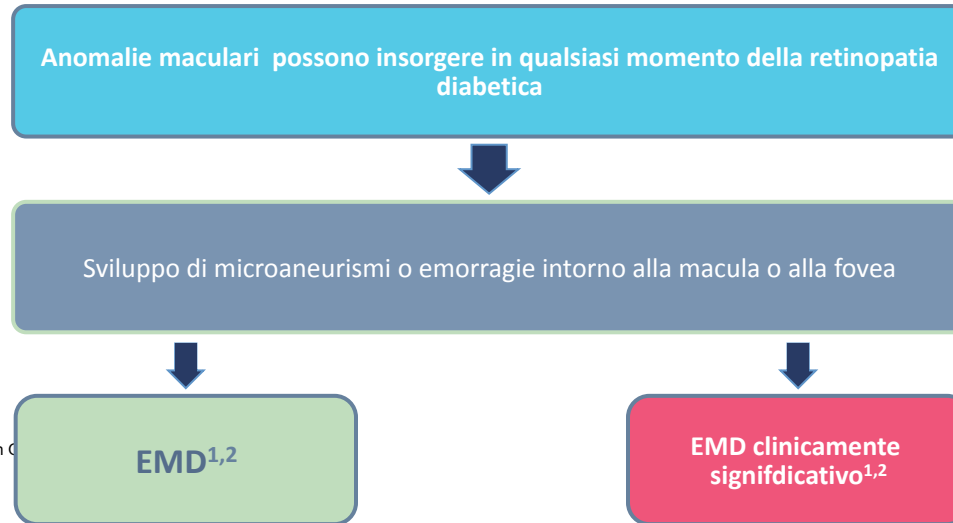 Anomalie maculari possono insorgere in qualsiasi momento della retinopatia
diabetica
Sviluppo di microaneurismi o emorragie intorno alla macula o alla fovea
EMD1,2
EMD clinicamente
signifdicativo1,2